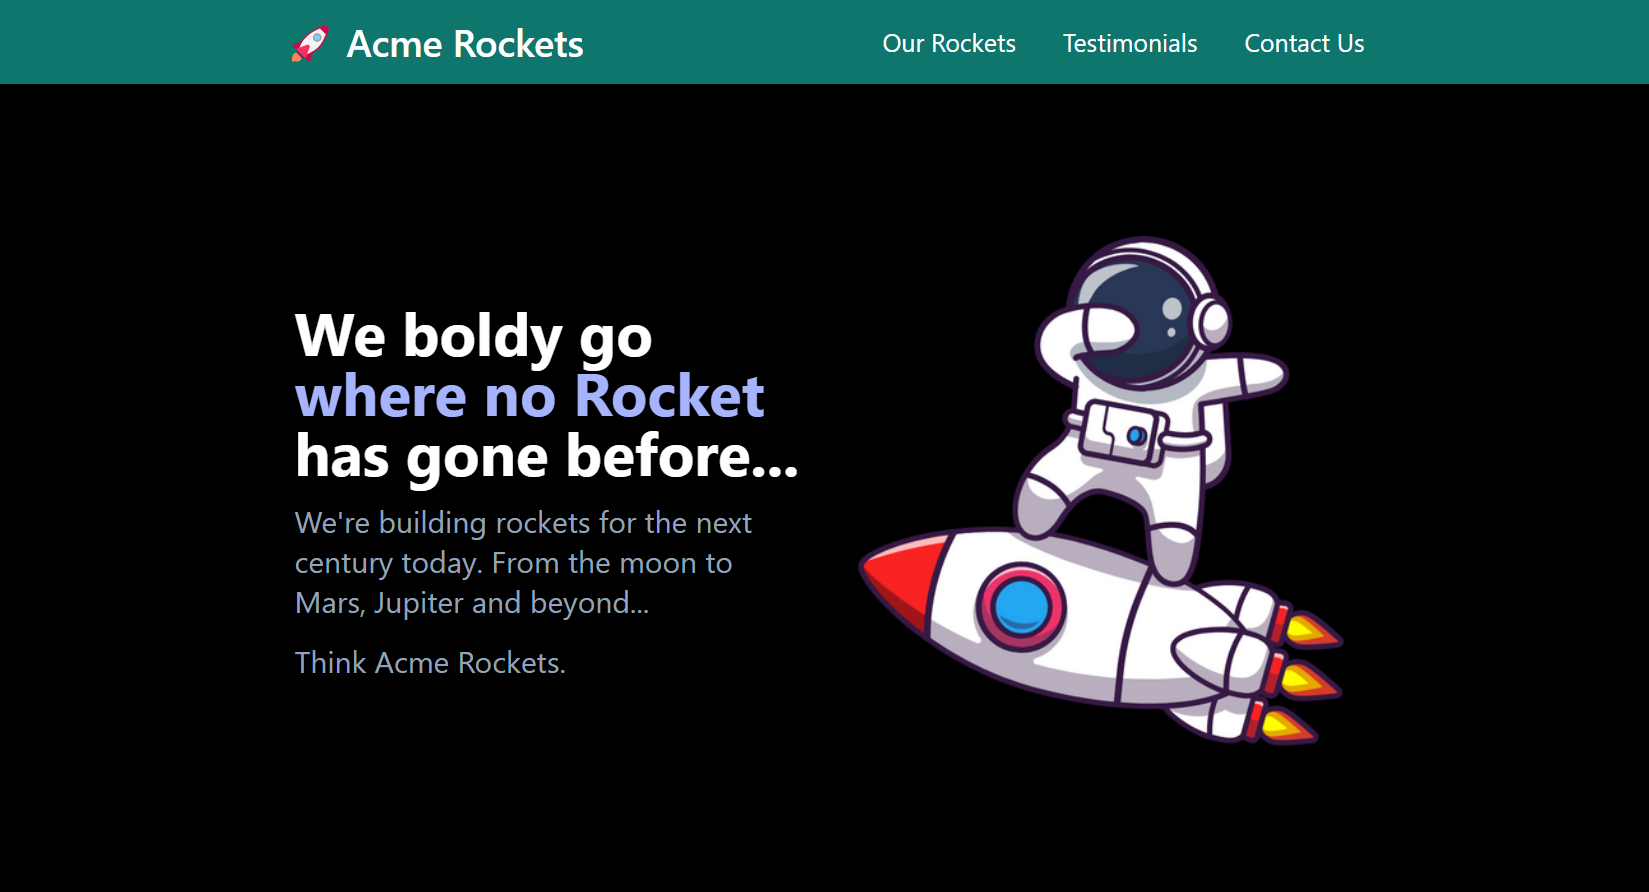 Acme Rockets
Our Rockets
Testimonials
Contact Us
We boldy go
where no Rocket
has gone before...
We're building rockets for the next
century today. From the moon to
Mars, Jupiter and beyond...
Think Acme Rockets.